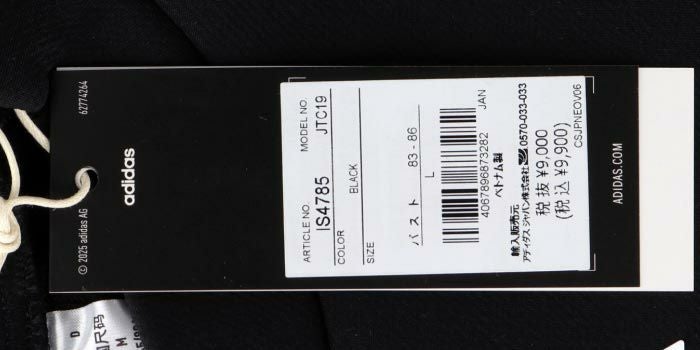 62774264
adidas
© 2025 adidas AG
ARTICLE NO. MODEL NO.
IS4785 JTC19
COLOR
BLACK
SIZE
バスト 83 - 86
L
4067896873282 JAN
ベトナム製
輸入販売元
アディダス ジャパン株式会社 0570-033-033
税 抜 ¥9,000
(税 込 ¥9,900)
CSJPNEOV06
ADIDAS.COM
D
尺码
M